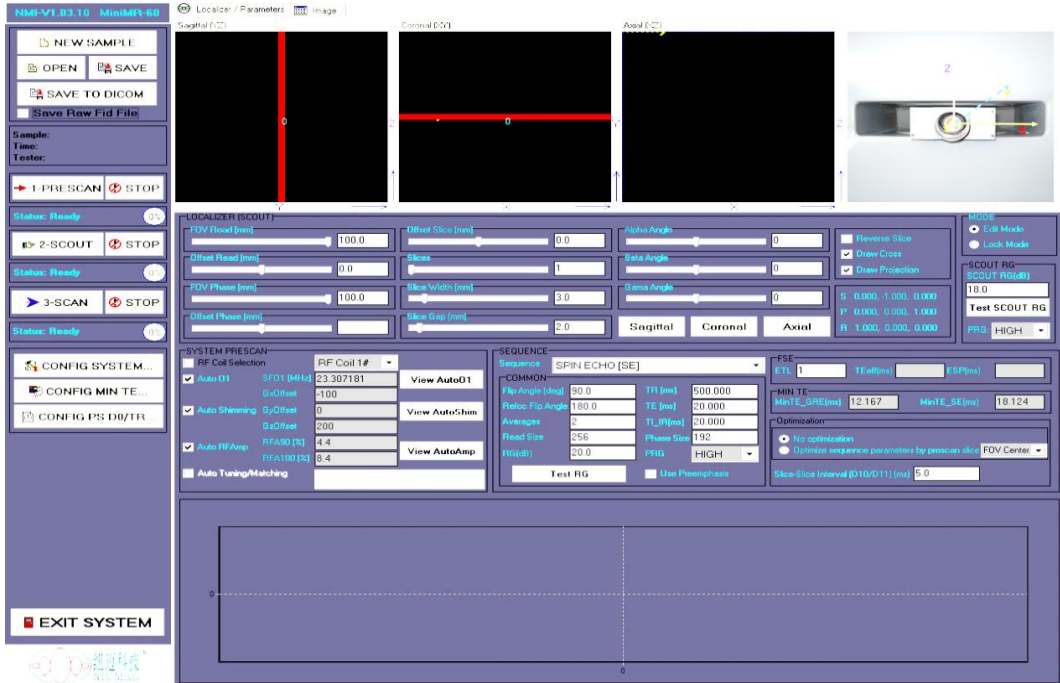 NMI-V1.03.10 MiniMR-60
NEW SAMPLE
OPEN SAVE
SAVE TO DICOM
Save Raw Fid File
Sample:
Time:
Tester:
1-PRESCAN STOP
Status: Ready 0%
2-SCOUT STOP
Status: Ready 0%
3-SCAN STOP
Status: Ready 0%
CONFIG SYSTEM...
CONFIG MIN TE...
CONFIG PS D0/TR...
EXIT SYSTEM
纽迈科技
NIUMAG
Localizer / Parameters Image
Sagittal [YZ] Coronal [XY] Axial [XZ]
0 0
Z
Z Y Z
Y X X
LOCALIZER (SCOUT)
FOV Read [mm] 100.0
Offset Read [mm] 0.0
FOV Phase [mm] 100.0
Offset Phase [mm]
Offset Slice [mm] 0.0
Slices 1
Slice Width [mm] 3.0
Slice Gap [mm] 2.0
Alpha Angle 0
Beta Angle 0
Gama Angle 0
Sagittal Coronal Axial
Reverse Slice
Draw Cross
Draw Projection
S 0.000,-1.000, 0.000
P 0.000, 0.000, 1.000
R 1.000, 0.000, 0.000
MODE
Edit Mode
Lock Mode
SCOUT RG
SCOUT RG(dB)
18.0
Test SCOUT RG
PRG: HIGH
SYSTEM PRESCAN
RF Coil Selection RF Coil 1#
Auto O1 SFO1 [MHz] 23.307181 View AutoO1
GxOffset -100
Auto Shimming GyOffset 0 View AutoShim
GzOffset 200
Auto RFAmp RFA90 [%] 4.4 View AutoAmp
RFA180 [%] 8.4
Auto Tuning/Matching
SEQUENCE
Sequence SPIN ECHO [SE]
COMMON
Flip Angle [deg] 90.0 TR [ms] 500.000
Refoc Flip Angle 180.0 TE [ms] 20.000
Averages 2 TI_IR[ms] 20.000
Read Size 256 Phase Size 192
RG(dB) 20.0 PRG HIGH
Test RG Use Preemphasis
FSE
ETL 1 TEeff[ms] ESP[ms]
MIN TE
MinTE_GRE[ms] 12.167 MinTE_SE[ms] 18.124
Optimization
No optimization
Optimize sequence parameters by prescan slice FOV Center
Slice-Slice Interval (D10/D11) [ms] 5.0
0
0